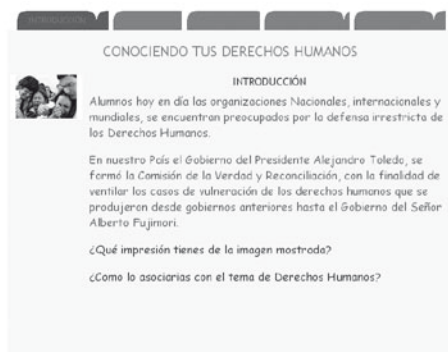 INTRODUCCIÓN
CONOCIENDO TUS DERECHOS HUMANOS
INTRODUCCIÓN
Alumnos hoy en día las organizaciones Nacionales, internacionales y
mundiales, se encuentran preocupados por la defensa irrestricta de
los Derechos Humanos.
En nuestro País el Gobierno del Presidente Alejandro Toledo, se
formó la Comisión de la Verdad y Reconciliación, con la finalidad de
ventilar los casos de vulneración de los derechos humanos que se
produjeron desde gobiernos anteriores hasta el Gobierno del Señor
Alberto Fujimori.
¿Qué impresión tienes de la imagen mostrada?
¿Como lo asociarias con el tema de Derechos Humanos?